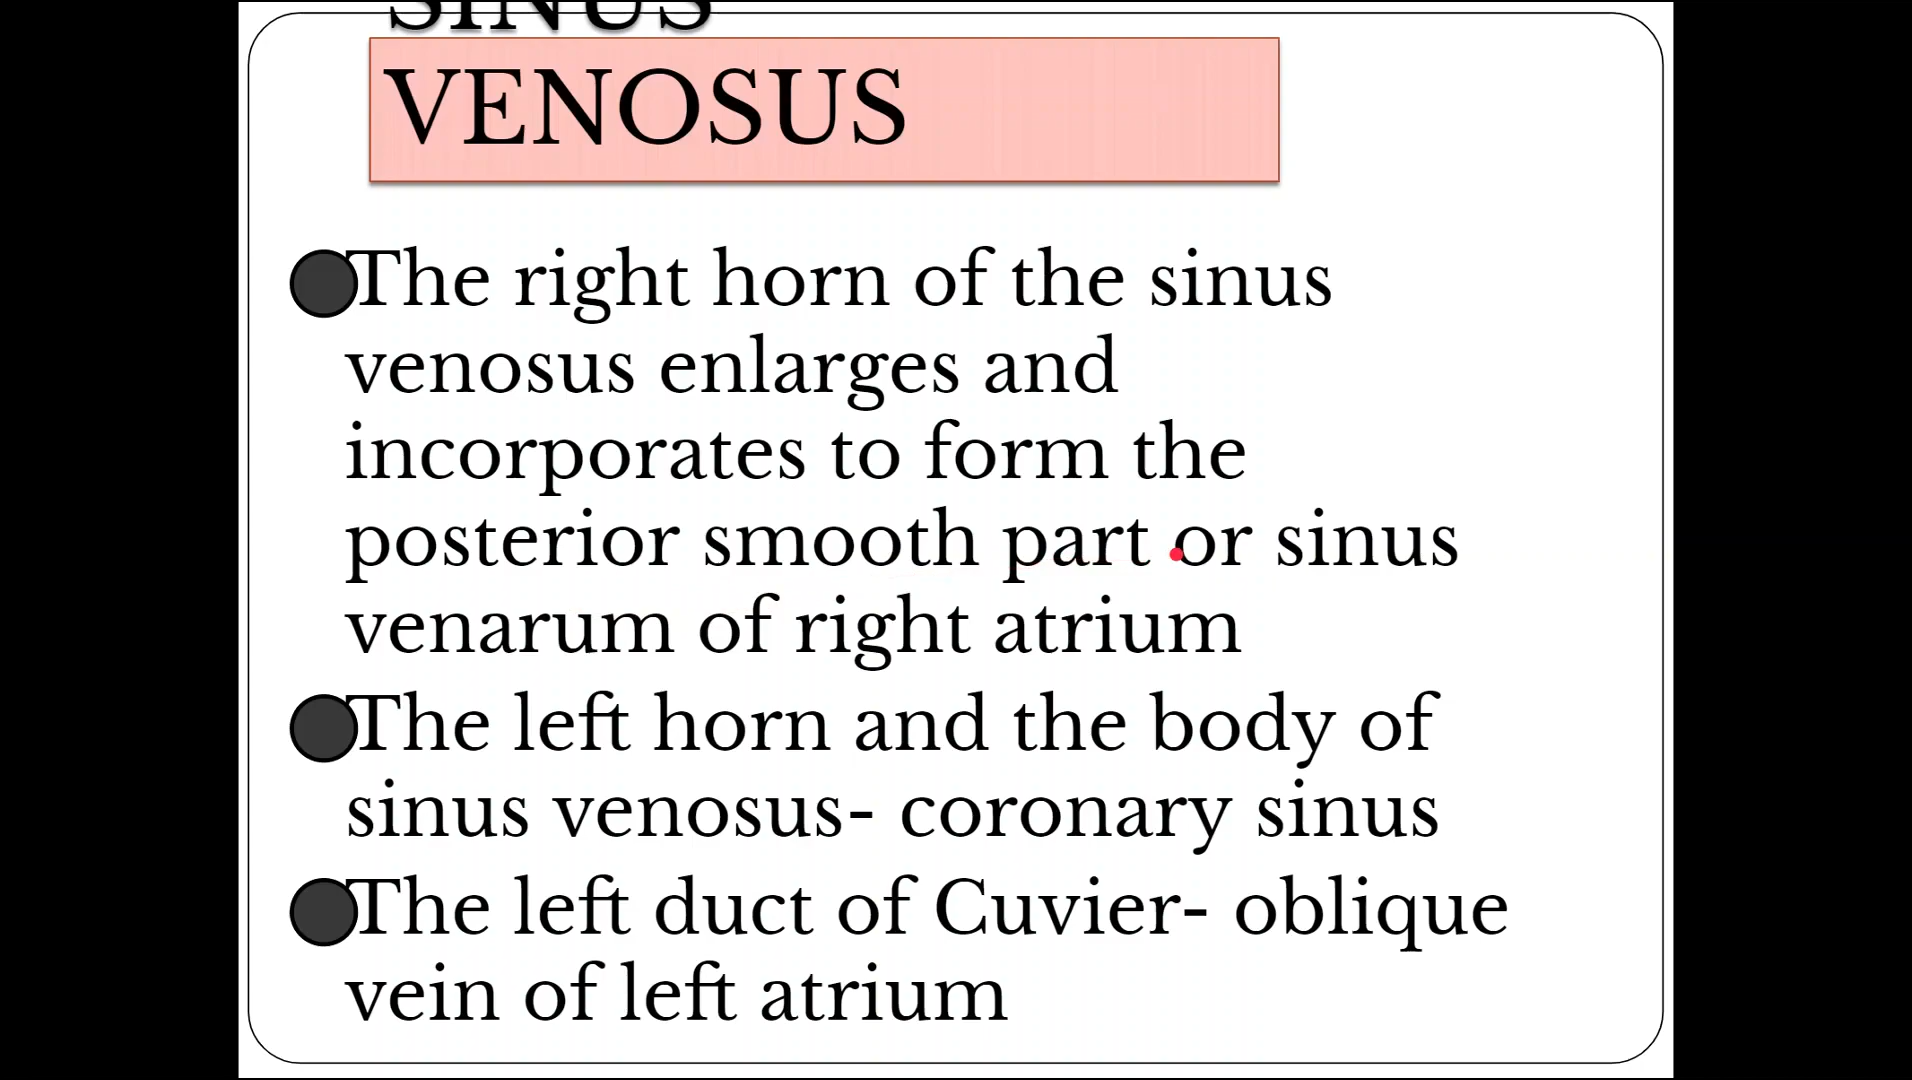 SINUS
VENOSUS
The right horn of the sinus
venosus enlarges and
incorporates to form the
posterior smooth part or sinus
venarum of right atrium
The left horn and the body of
sinus venosus- coronary sinus
The left duct of Cuvier- oblique
vein of left atrium